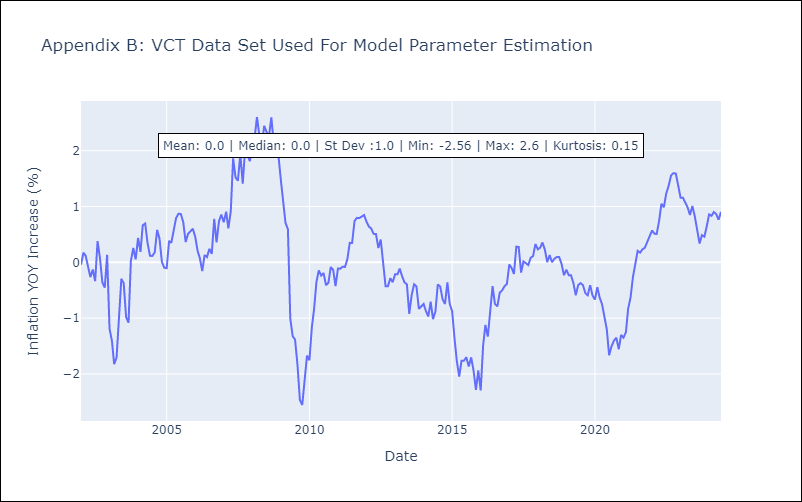 Appendix B: VCT Data Set Used For Model Parameter Estimation
Mean: 0.0 | Median: 0.0 | St Dev :1.0 | Min: -2.56 | Max: 2.6 | Kurtosis: 0.15
Inflation YOY Increase (%)
2
1
0
−1
−2
2005
2010
2015
2020
Date